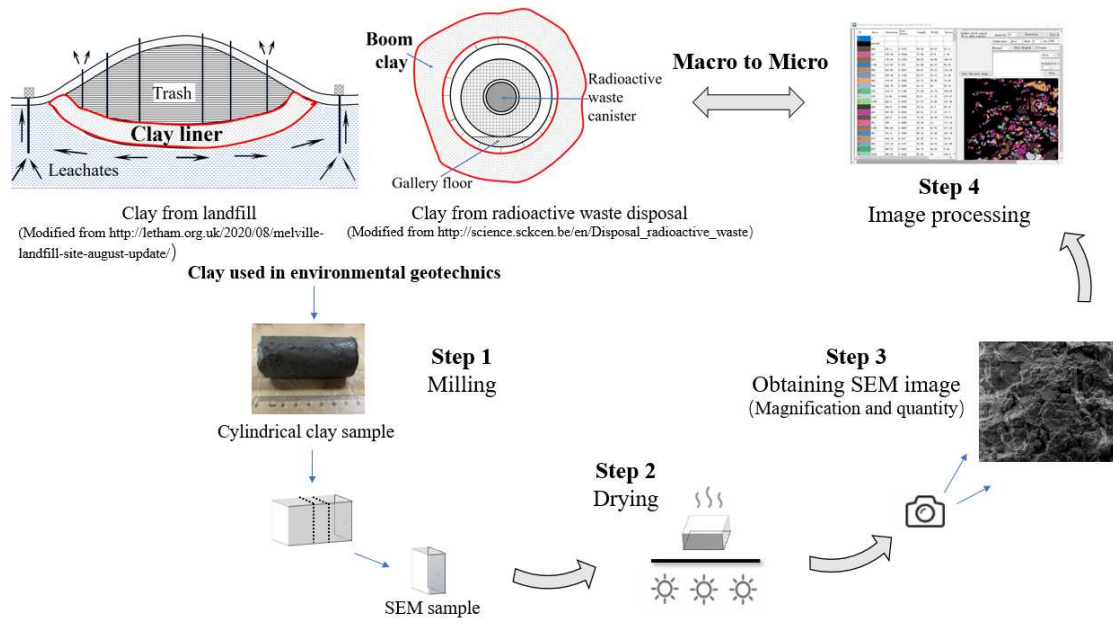 Trash
Clay liner
Leachates
Boom
clay
Radioactive
waste
canister
Gallery floor
Macro to Micro
Clay from landfill
(Modified from http://letham.org.uk/2020/08/melville-
landfill-site-august-update/)
Clay from radioactive waste disposal
(Modified from http://science.sckcen.be/en/Disposal_radioactive_waste)
Clay used in environmental geotechnics
Step 1
Milling
Cylindrical clay sample
SEM sample
Step 2
Drying
Step 3
Obtaining SEM image
(Magnification and quantity)
Step 4
Image processing